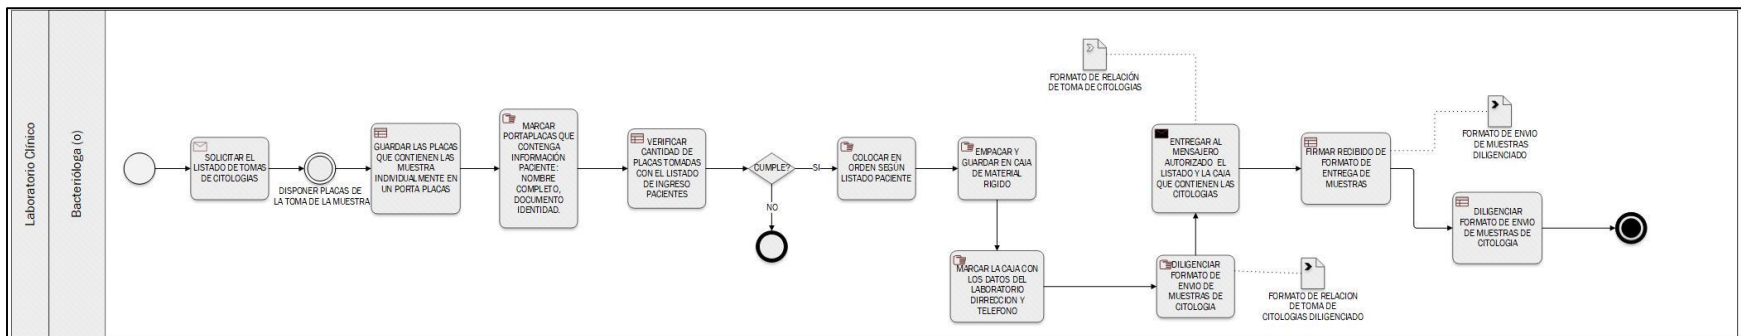 Laboratorio Clínico
Bacterióloga (o)
SOLICITAR EL
LISTADO DE TOMAS
DE CITOLOGIAS
DISPONER PLACAS DE
LA TOMA DE LA MUESTRA
GUARDAR LAS PLACAS
QUE CONTIENEN LAS
MUESTRA
INDIVIDUALMENTE EN
UN PORTA PLACAS
MARCAR
PORTAPLACAS QUE
CONTENGA
INFORMACIÓN
PACIENTE:
NOMBRE
COMPLETO,
DOCUMENTO
IDENTIDAD.
VERIFICAR
CANTIDAD DE
PLACAS TOMADAS
CON EL LISTADO
DE INGRESO
PACIENTES
CUMPLE?
SI
NO
COLOCAR EN
ORDEN SEGÚN
LISTADO PACIENTE
EMPACAR Y
GUARDAR EN CAJA
DE MATERIAL
RIGIDO
MARCAR LA CAJA CON
LOS DATOS DEL
LABORATORIO
DIRRECCION Y
TELEFONO
DILIGENCIAR
FORMATO DE
ENVIO DE
MUESTRAS DE
CITOLOGIA
FORMATO DE RELACION
DE TOMA DE
CITOLOGIAS DILIGENCIADO
FORMATO DE RELACIÓN
DE TOMA DE CITOLOGIAS
ENTREGAR AL
MENSAJERO
AUTORIZADO EL
LISTADO Y LA CAJA
QUE CONTIENEN LAS
CITOLOGIAS
FIRMAR RECIBIDO DE
FORMATO DE
ENTREGA DE
MUESTRAS
FORMATO DE ENVIO
DE MUESTRAS
DILIGENCIADO
DILIGENCIAR
FORMATO DE ENVIO
DE MUESTRAS DE
CITOLOGIA